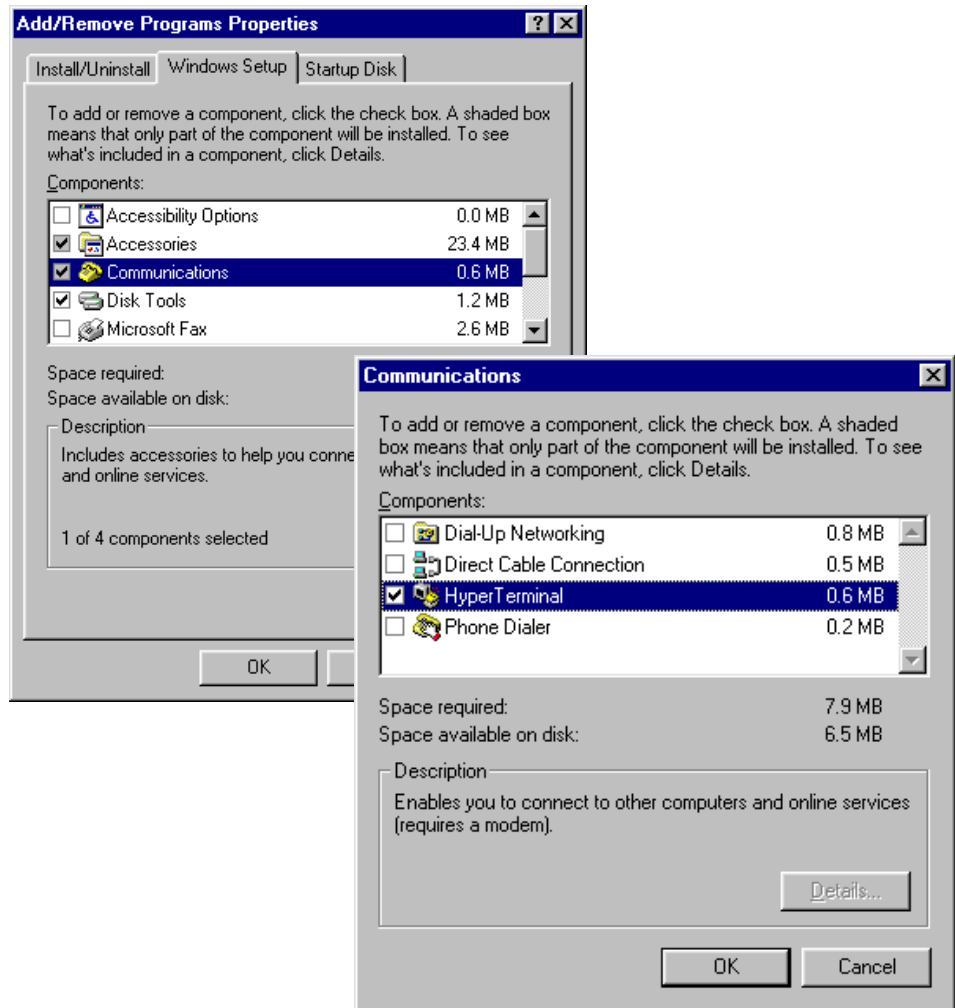 Add/Remove Programs Properties
Install/Uninstall Windows Setup Startup Disk
To add or remove a component, click the check box. A shaded box
means that only part of the component will be installed. To see
what's included in a component, click Details.
Components:
Accessibility Options 0.0 MB
Accessories 23.4 MB
Communications 0.6 MB
Disk Tools 1.2 MB
Microsoft Fax 2.6 MB
Space required:
Space available on disk:
Description
Includes accessories to help you conne
and online services.
1 of 4 components selected
OK
Communications
To add or remove a component, click the check box. A shaded
box means that only part of the component will be installed. To see
what's included in a component, click Details.
Components:
Dial-Up Networking 0.8 MB
Direct Cable Connection 0.5 MB
HyperTerminal 0.6 MB
Phone Dialer 0.2 MB
Space required: 7.9 MB
Space available on disk: 6.5 MB
Description
Enables you to connect to other computers and online services
(requires a modem).
Details...
OK Cancel